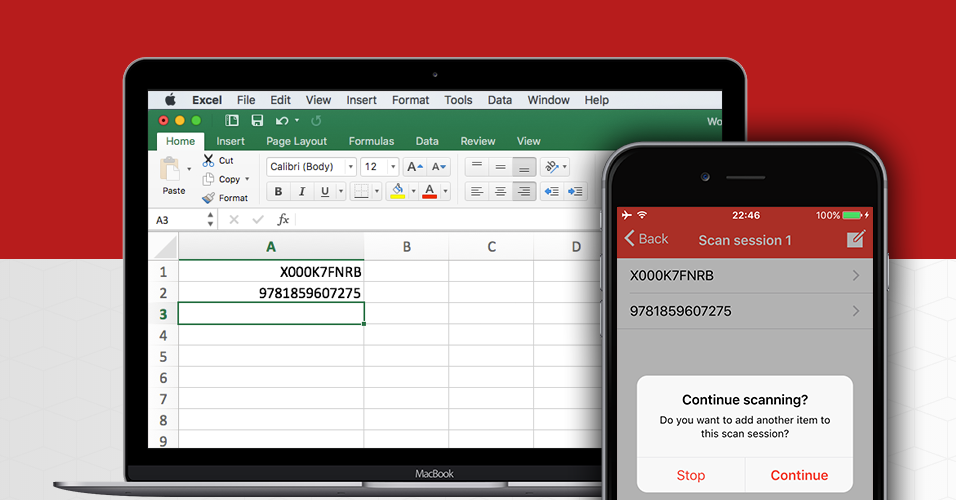 Excel File Edit View Insert Format Tools Data Window Help
Wo
Home Insert Page Layout Formulas Data Review View
Paste
Cut
Copy
Format
Calibri (Body) 12 A A
B I U A
A3 fx
A B C D
1 X000K7FNRB
2 9781859607275
3
4
5
6
7
8
9
MacBook
22:46 100%
Back Scan session 1
X000K7FNRB
9781859607275
Continue scanning?
Do you want to add another item to
this scan session?
Stop Continue